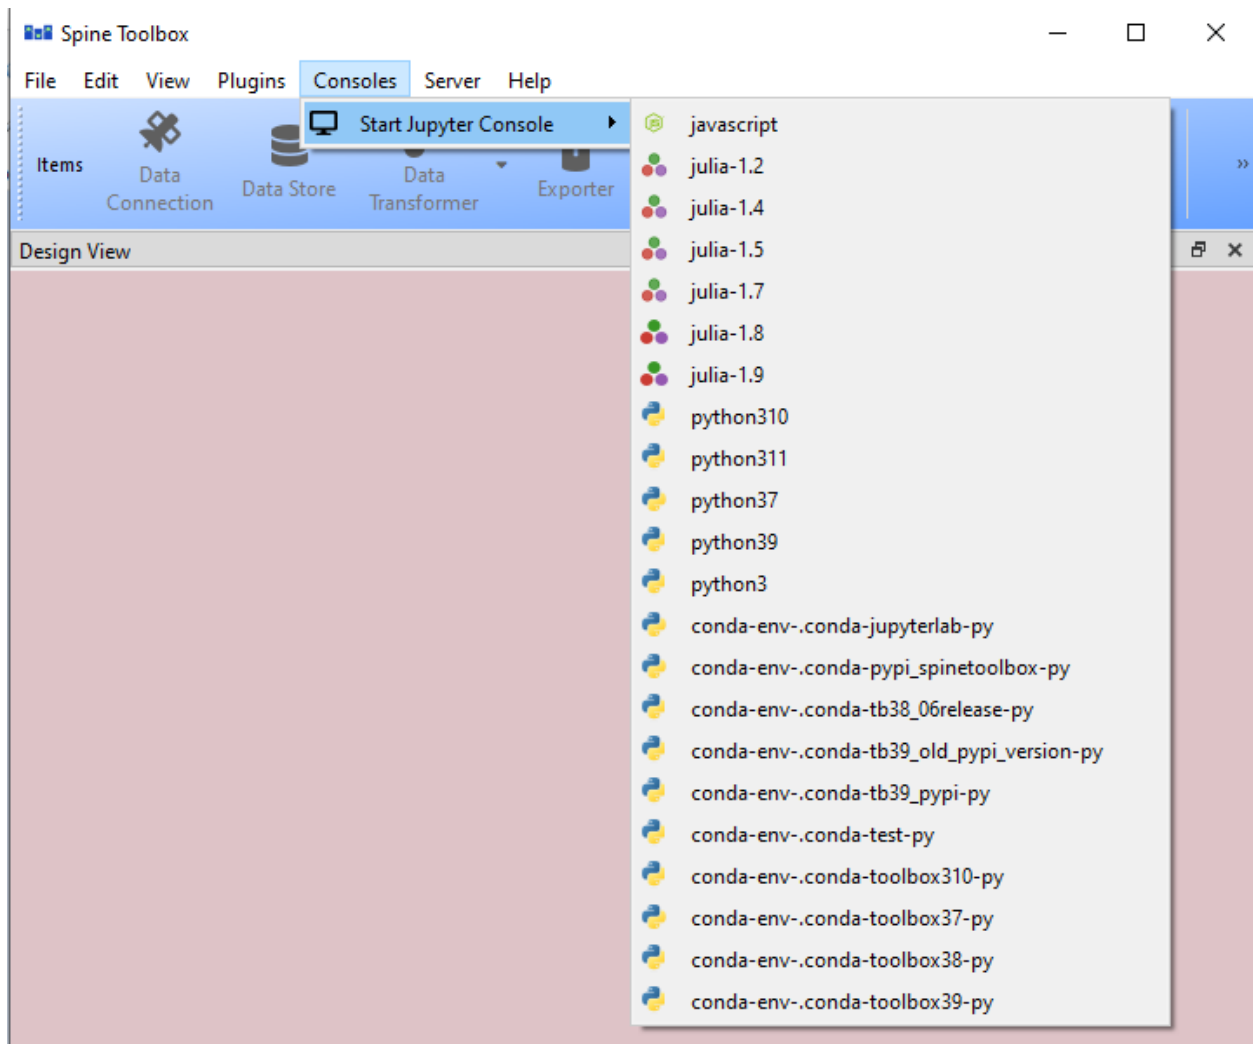 Spine Toolbox
File Edit View Plugins Consoles Server Help
Start Jupyter Console
Items
Data Connection
Data Store
Data Transformer
Exporter
»
Design View
javascript
julia-1.2
julia-1.4
julia-1.5
julia-1.7
julia-1.8
julia-1.9
python310
python311
python37
python39
python3
conda-env-.conda-jupyterlab-py
conda-env-.conda-pypi_spinetoolbox-py
conda-env-.conda-tb38_06release-py
conda-env-.conda-tb39_old_pypi_version-py
conda-env-.conda-tb39_pypi-py
conda-env-.conda-test-py
conda-env-.conda-toolbox310-py
conda-env-.conda-toolbox37-py
conda-env-.conda-toolbox38-py
conda-env-.conda-toolbox39-py